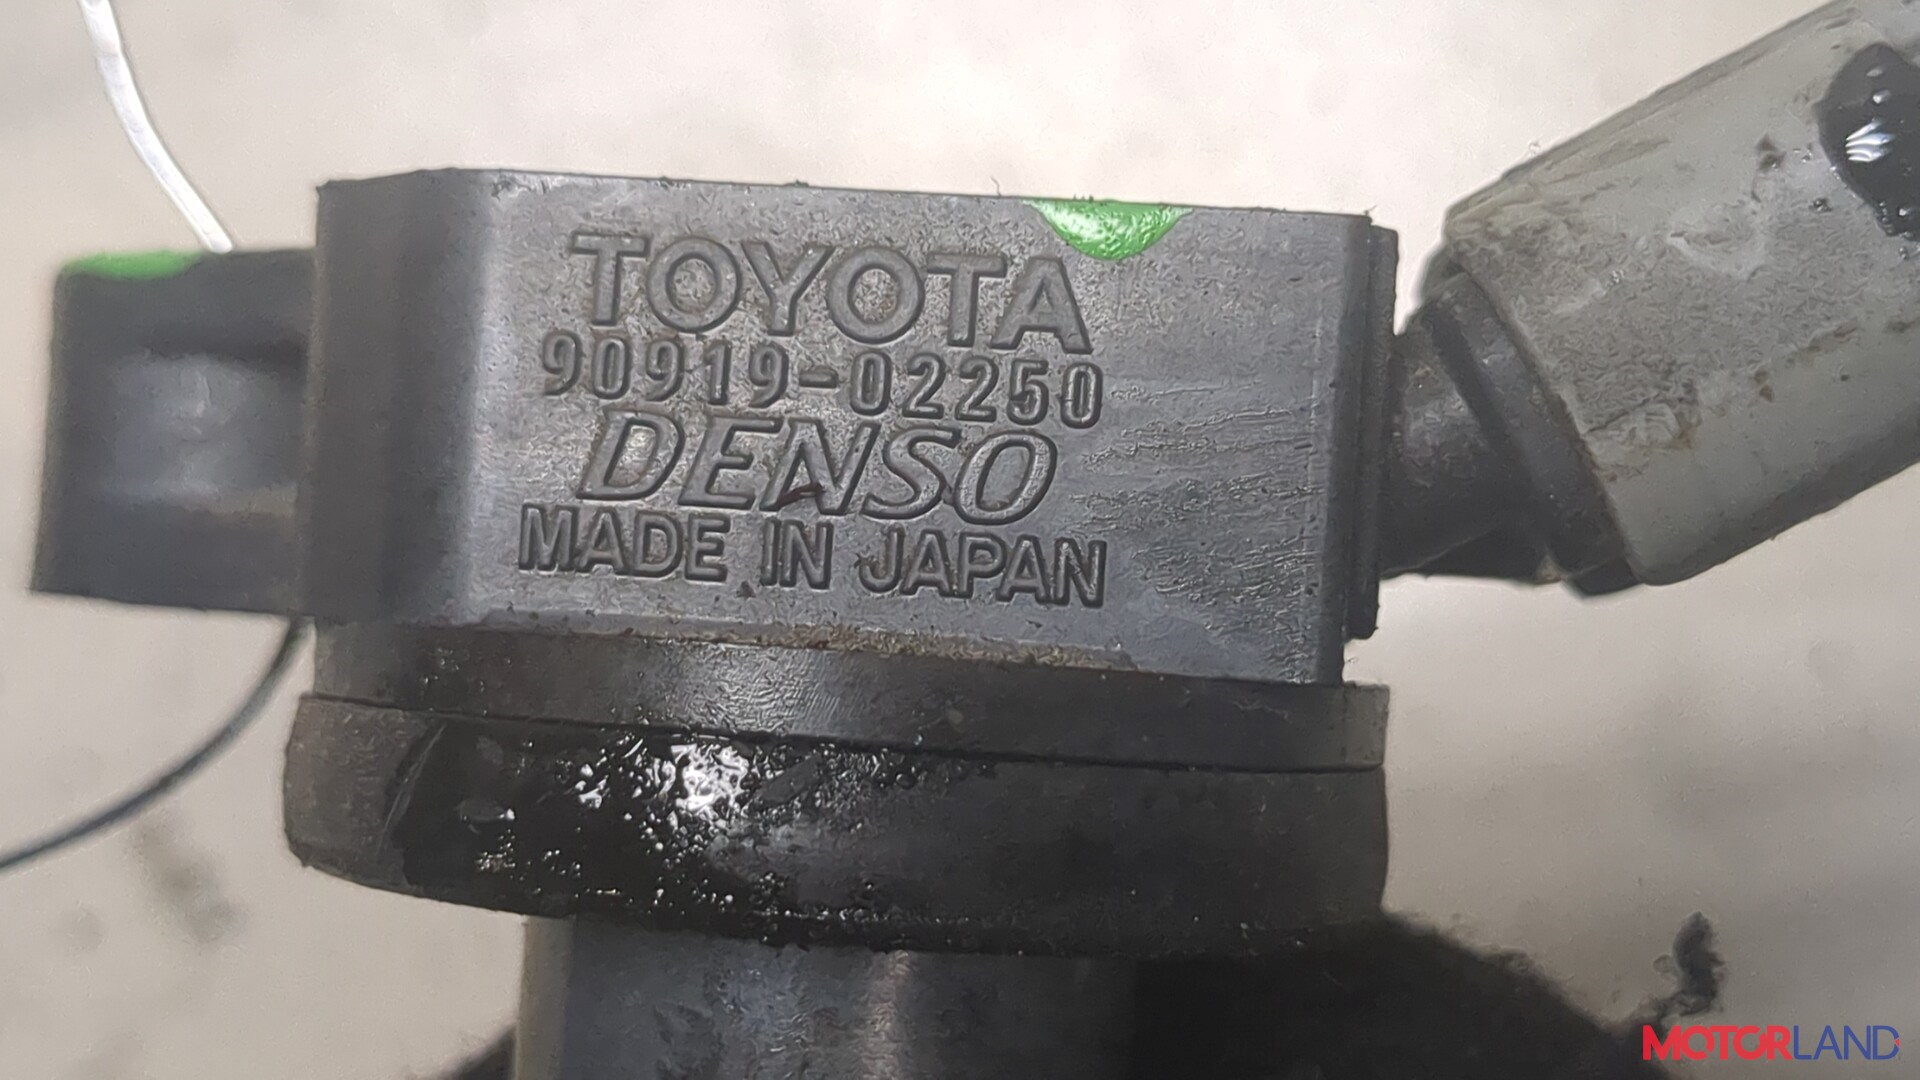 TOYOTA
90919-02250
DENSO
MADE IN JAPAN
MOTORLAND